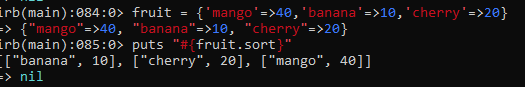 irb(main):084:0> fruit = {'mango'=>40,'banana'=>10,'cherry'=>20}
=> {"mango"=>40, "banana"=>10, "cherry"=>20}
irb(main):085:0> puts "#{fruit.sort}"
[["banana", 10], ["cherry", 20], ["mango", 40]]
=> nil